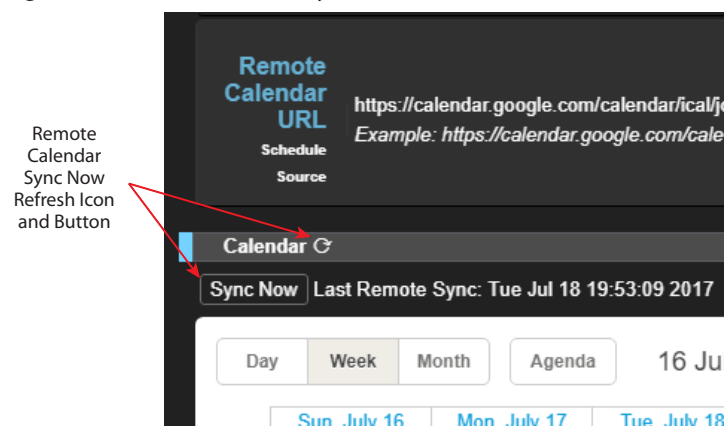 Remote
Calendar
Sync Now
Refresh Icon
and Button
Remote
Calendar
URL
Schedule
Source
https://calendar.google.com/calendar/ical/j
Example: https://calendar.google.com/cale
Calendar
Sync Now Last Remote Sync: Tue Jul 18 19:53:09 2017
Day Week Month Agenda 16 Ju
Sun, July 16 Mon, July 17 Tue, July 18